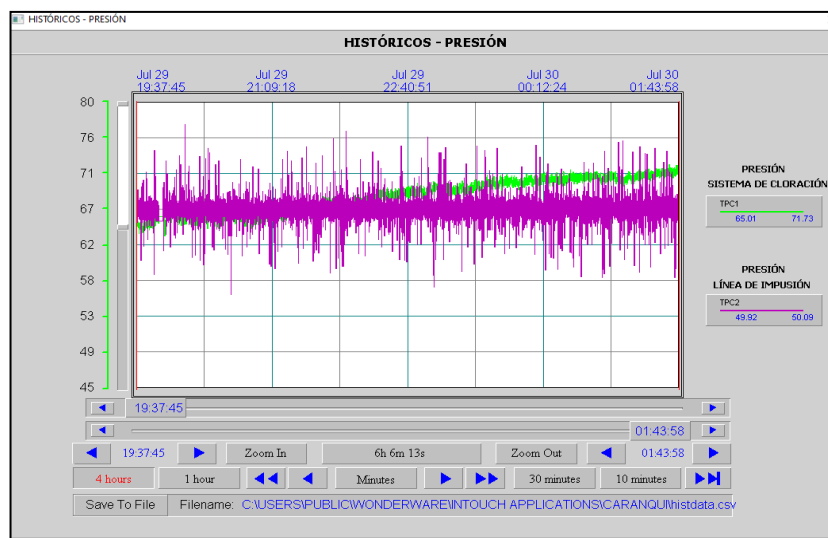 HISTÓRICOS - PRESIÓN
HISTÓRICOS - PRESIÓN
Jul 29 Jul 29 Jul 29 Jul 30 Jul 30
19:37:45 21:09:18 22:40:51 00:12:24 01:43:58
80
76
71
67
62
58
53
49
45
PRESIÓN
SISTEMA DE CLORACIÓN
TPC1
65.01 71.73
PRESIÓN
LÍNEA DE IMPUSIÓN
TPC2
49.92 50.09
19:37:45
01:43:58
19:37:45 Zoom In 6h 6m 13s Zoom Out 01:43:58
4 hours 1 hour Minutes 30 minutes 10 minutes
Save To File Filename: C:\USERS\PUBLIC\WONDERWARE\INTOUCH APPLICATIONS\CARANQUI\histdata.csv